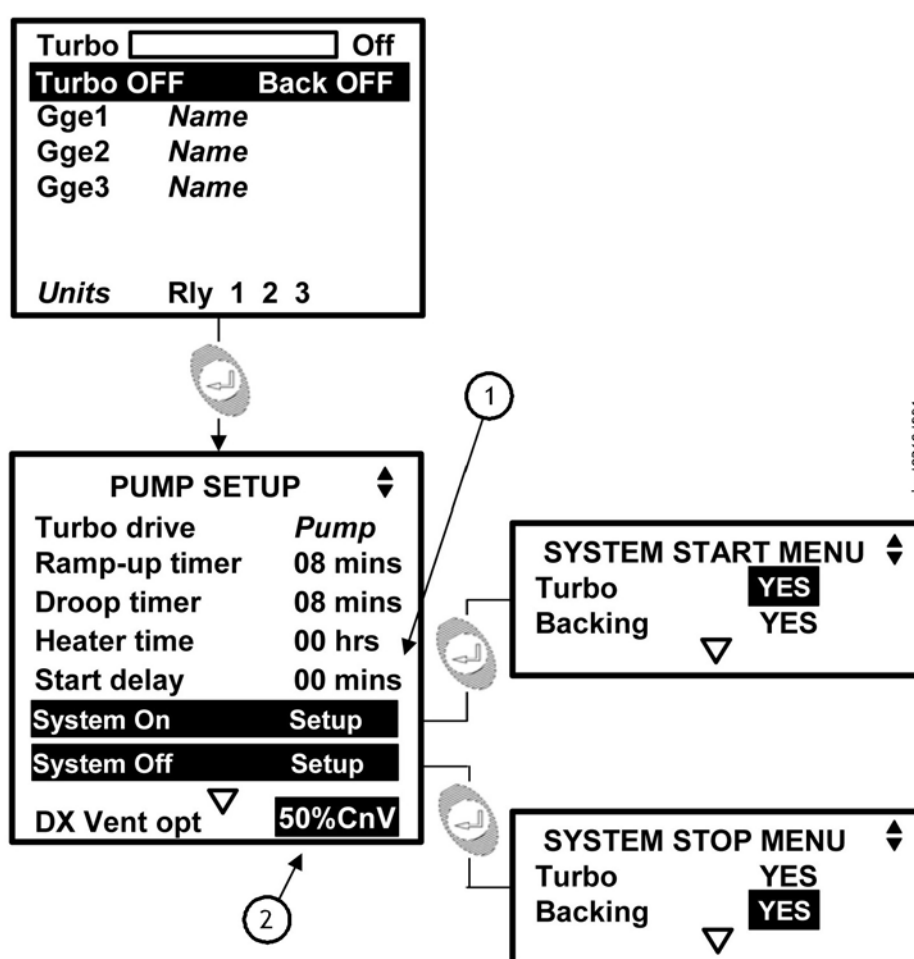 Turbo Off
Turbo OFF Back OFF
Gge1 Name
Gge2 Name
Gge3 Name
Units Rly 1 2 3
1
PUMP SETUP
Turbo drive Pump
Ramp-up timer 08 mins
Droop timer 08 mins
Heater time 00 hrs
Start delay 00 mins
System On Setup
System Off Setup
DX Vent opt 50%CnV
2
SYSTEM START MENU
Turbo YES
Backing YES
SYSTEM STOP MENU
Turbo YES
Backing YES